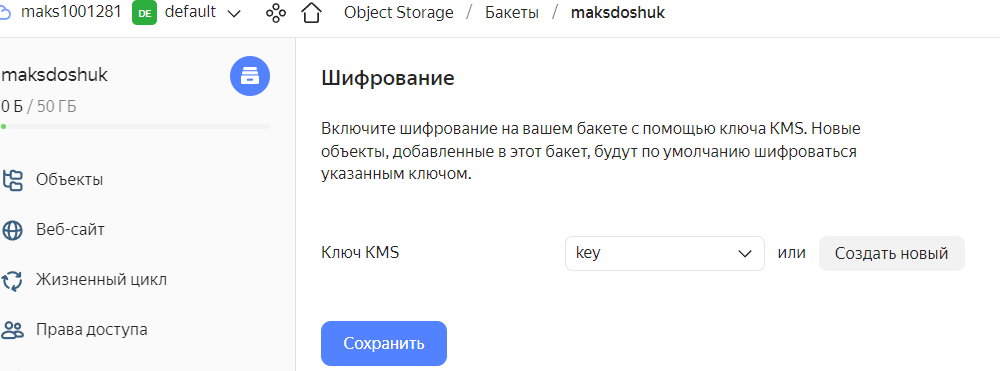 maks1001281 DE default Object Storage / Бакеты / maksdoshuk
maksdoshuk
0 Б / 50 ГБ
Объекты
Веб-сайт
Жизненный цикл
Права доступа
Шифрование
Включите шифрование на вашем бакете с помощью ключа KMS. Новые
объекты, добавленные в этот бакет, будут по умолчанию шифроваться
указанным ключом.
Ключ KMS key или Создать новый
Сохранить